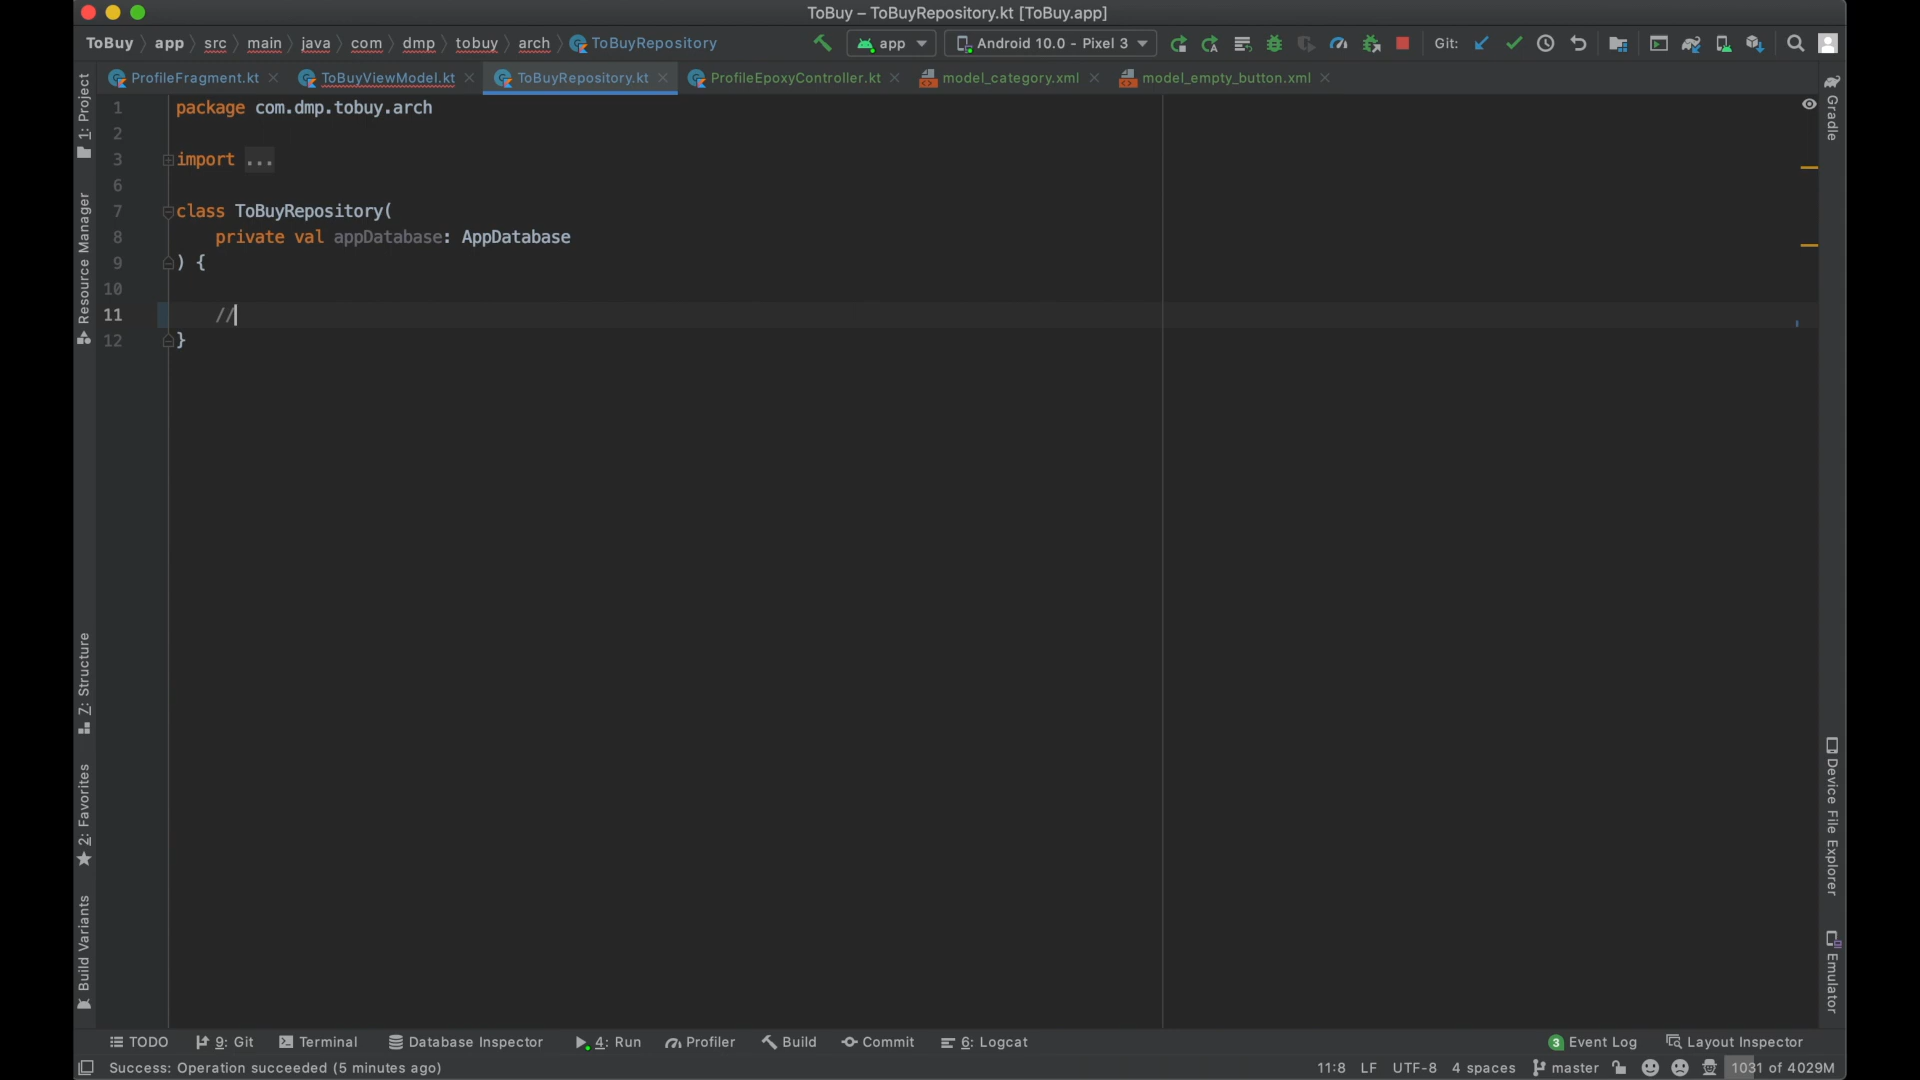 ToBuy – ToBuyRepository.kt [ToBuy.app]
ToBuy app src main java com dmp tobuy arch ToBuyRepository app Android 10.0 - Pixel 3 Git:
ProfileFragment.kt ToBuyViewModel.kt ToBuyRepository.kt ProfileEpoxyController.kt model_category.xml model_empty_button.xml
1 package com.dmp.tobuy.arch
2
3 import ...
6
7 class ToBuyRepository(
8 private val appDatabase: AppDatabase
9 ) {
10
11 //
12 }
1: Project
Resource Manager
Z: Structure
2: Favorites
Build Variants
Gradle
Device File Explorer
Emulator
TODO 9: Git Terminal Database Inspector 4: Run Profiler Build Commit 6: Logcat 3 Event Log Layout Inspector
Success: Operation succeeded (5 minutes ago) 11:8 LF UTF-8 4 spaces master 1031 of 4029M